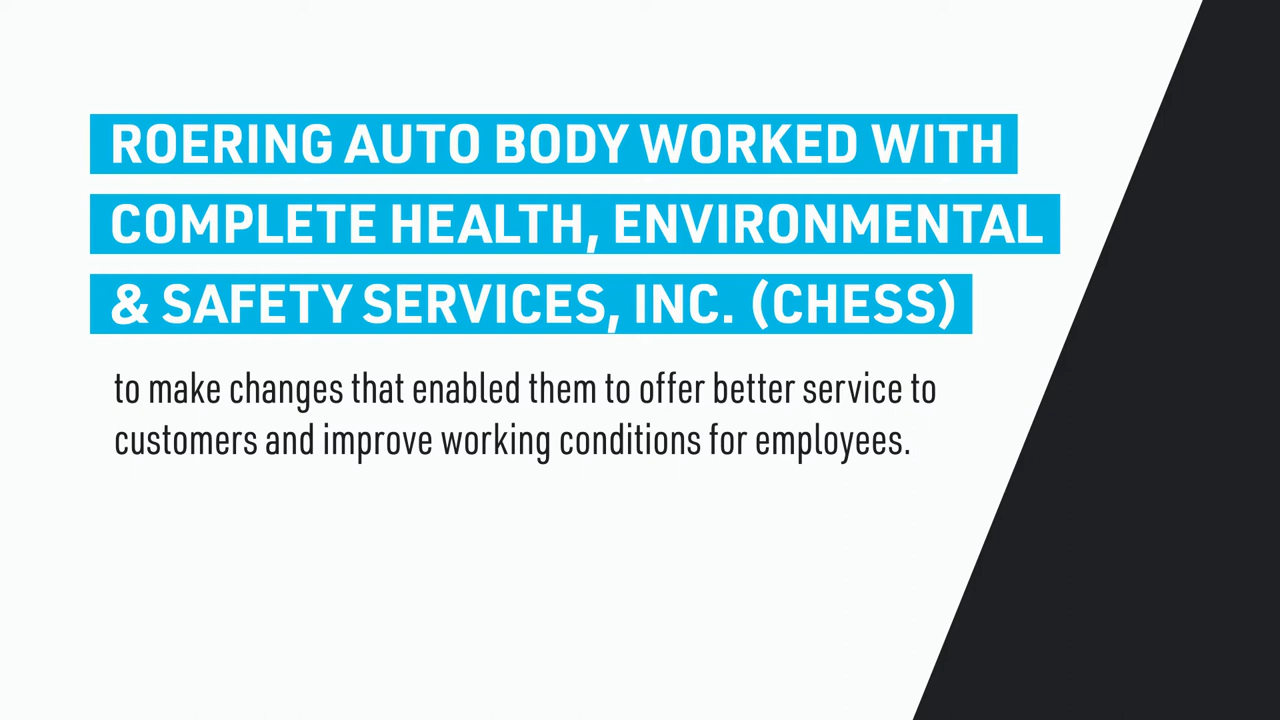 ROERING AUTO BODY WORKED WITH
COMPLETE HEALTH, ENVIRONMENTAL
& SAFETY SERVICES, INC. (CHESS)
to make changes that enabled them to offer better service to
customers and improve working conditions for employees.